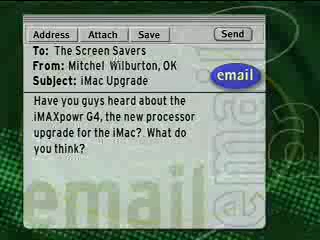 Address Attach Save Send
To: The Screen Savers
From: Mitchel Wilburton, OK
Subject: iMac Upgrade
email
Have you guys heard about the
iMAXpowr G4, the new processor
upgrade for the iMac? What do
you think?
email
email